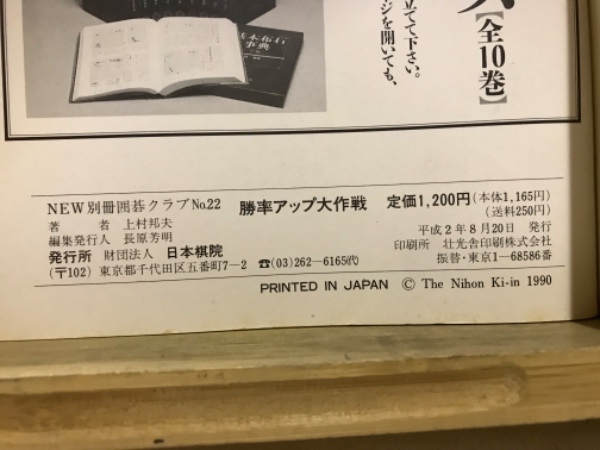 立てて下さい。
ジを開いても、
【全10巻】
基本布石
事典
NEW別冊囲碁クラブNo.22 勝率アップ大作戦 定価1,200円(本体1,165円)
(送料250円)
著者 上村邦夫
平成2年8月20日 発行
編集発行人 長原芳明
印刷所 壮光舎印刷株式会社
発行所 財団法人 日本棋院
振替・東京1−68586番
(〒102) 東京都千代田区五番町7−2 ☎(03)262−6165代
PRINTED IN JAPAN © The Nihon Ki-in 1990